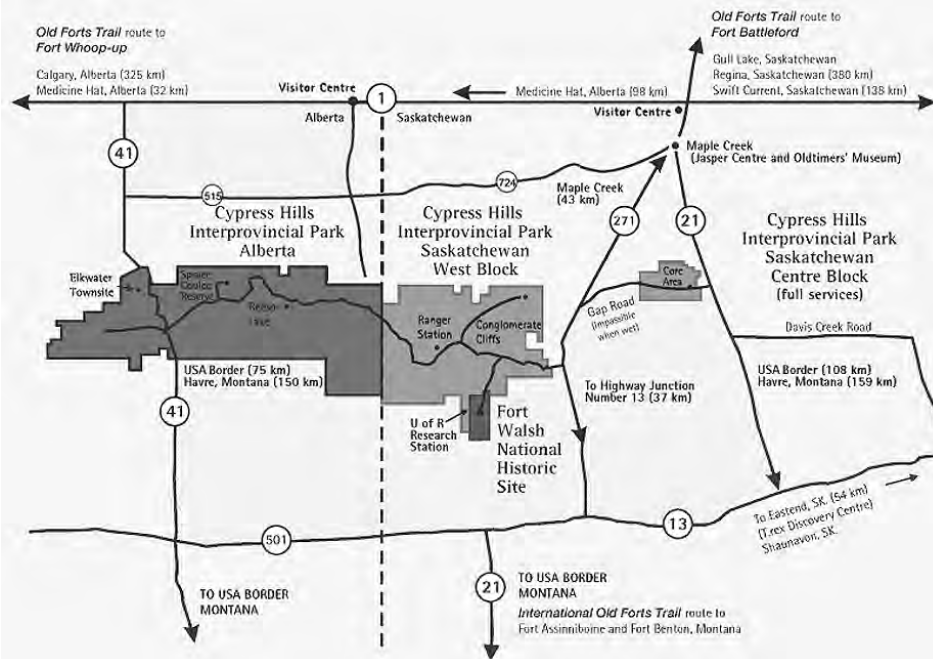 Old Forts Trail route to
Fort Whoop-up
Old Forts Trail route to
Fort Battleford
Calgary, Alberta (325 km)
Medicine Hat, Alberta (32 km)
Gull Lake, Saskatchewan
Regina, Saskatchewan (380 km)
Swift Current, Saskatchewan (138 km)
Visitor Centre
1
Medicine Hat, Alberta (98 km)
Visitor Centre
Alberta
Saskatchewan
41
Maple Creek
(Jasper Centre and Oldtimers' Museum)
515
724
Maple Creek
(43 km)
271
21
Cypress Hills
Interprovincial Park
Alberta
Cypress Hills
Interprovincial Park
Saskatchewan
West Block
Cypress Hills
Interprovincial Park
Saskatchewan
Centre Block
(full services)
Elkwater
Townsite
Spruce
Coulee
Reserve
Reesor
Lake
Ranger
Station
Conglomerate
Cliffs
Core
Area
Gap Road
(impassible
when wet)
Davis Creek Road
USA Border (75 km)
Havre, Montana (150 km)
USA Border (108 km)
Havre, Montana (159 km)
To Highway Junction
Number 13 (37 km)
41
U of R
Research
Station
Fort
Walsh
National
Historic
Site
501
13
To Eastend, SK. (54 km)
(T.rex Discovery Centre)
Shaunavon, SK.
TO USA BORDER
MONTANA
21
TO USA BORDER
MONTANA
International Old Forts Trail route to
Fort Assinniboine and Fort Benton, Montana